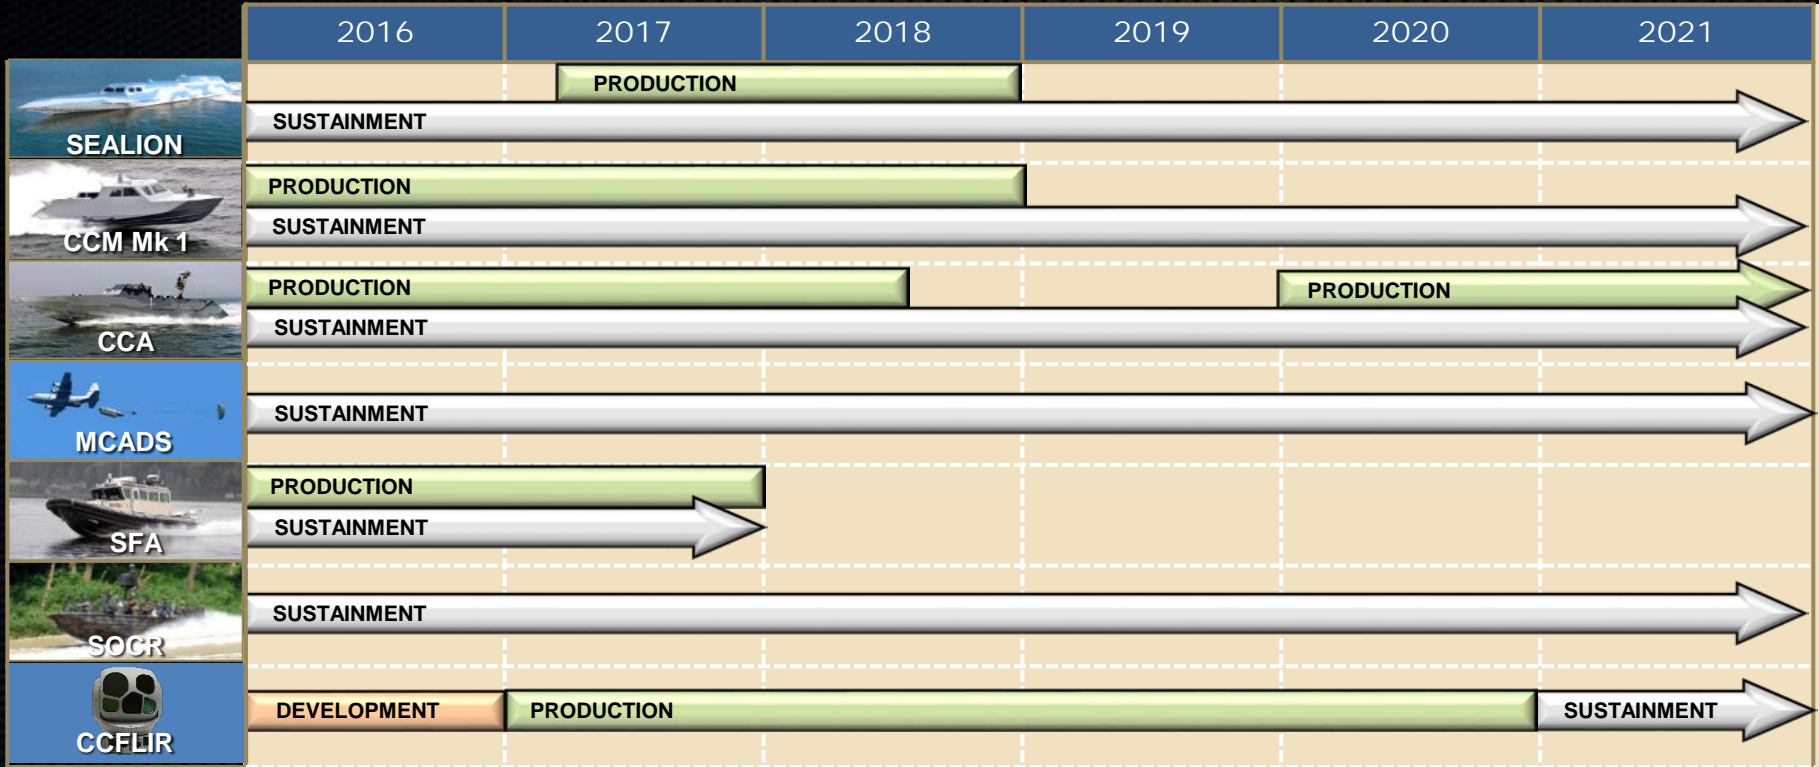 2016 2017 2018 2019 2020 2021
PRODUCTION
SUSTAINMENT
SEALION
PRODUCTION
SUSTAINMENT
CCM Mk 1
PRODUCTION PRODUCTION
SUSTAINMENT
CCA
SUSTAINMENT
MCADS
PRODUCTION
SUSTAINMENT
SFA
SUSTAINMENT
SOCR
DEVELOPMENT PRODUCTION SUSTAINMENT
CCFLIR